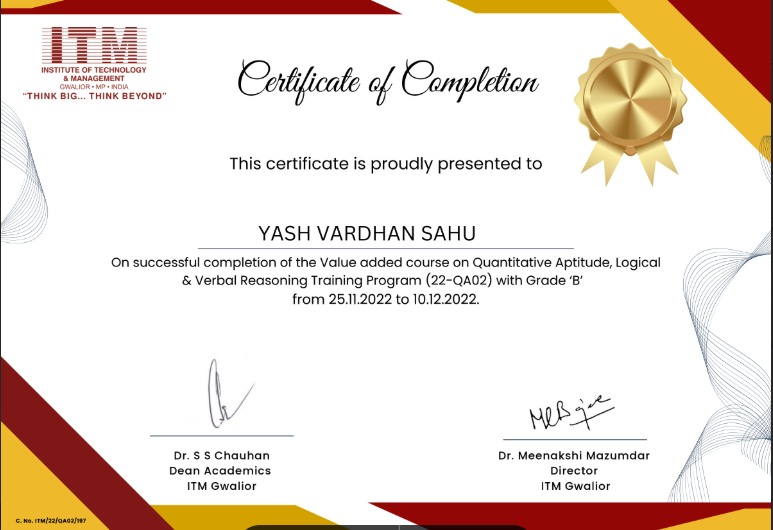 ITM
INSTITUTE OF TECHNOLOGY
& MANAGEMENT
GWALIOR • MP • INDIA
“THINK BIG... THINK BEYOND”
Certificate of Completion
This certificate is proudly presented to
YASH VARDHAN SAHU
On successful completion of the Value added course on Quantitative Aptitude, Logical
& Verbal Reasoning Training Program (22-QA02) with Grade ‘B’
from 25.11.2022 to 10.12.2022.
Dr. S S Chauhan
Dean Academics
ITM Gwalior
Dr. Meenakshi Mazumdar
Director
ITM Gwalior
C. No. ITM/22/QA02/197